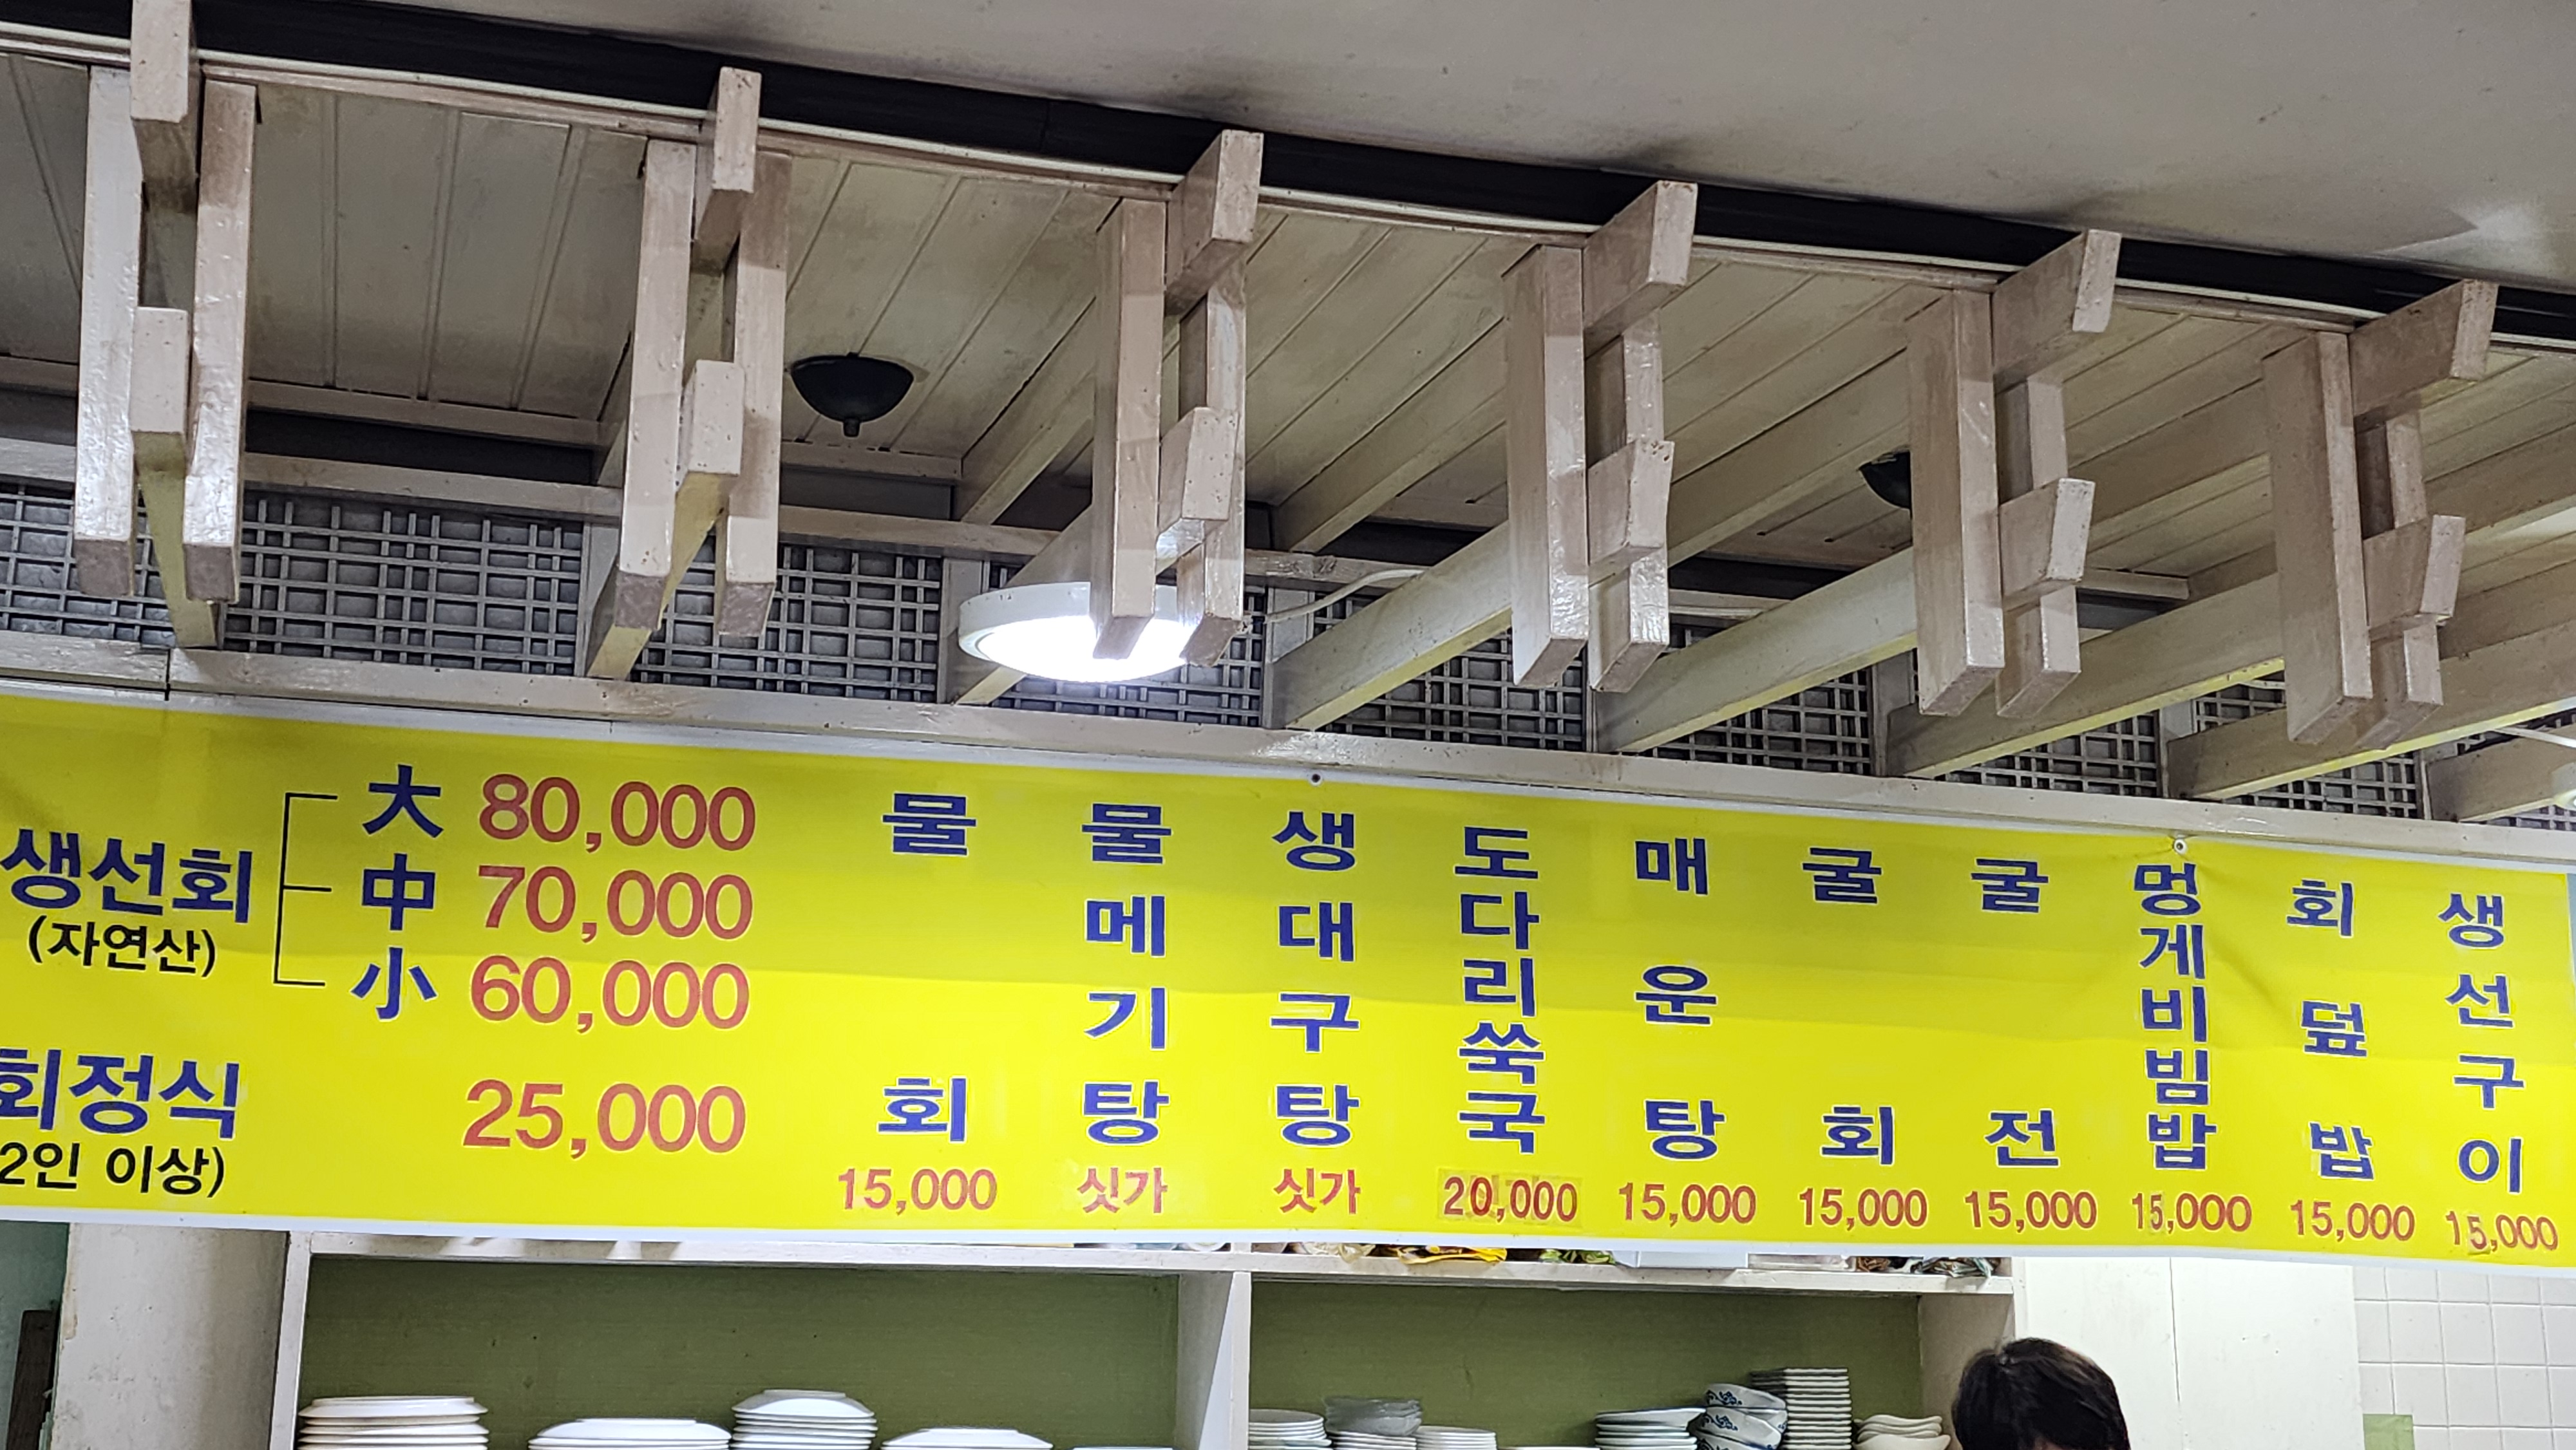 생선회
(자연산)
大 80,000
中 70,000
小 60,000
회정식 25,000
2인 이상)
물회 15,000
물메기탕 싯가
생대구탕 싯가
도다리쑥국 20,000
매운탕 15,000
굴회 15,000
굴전 15,000
멍게비빔밥 15,000
회덮밥 15,000
생선구이 15,000